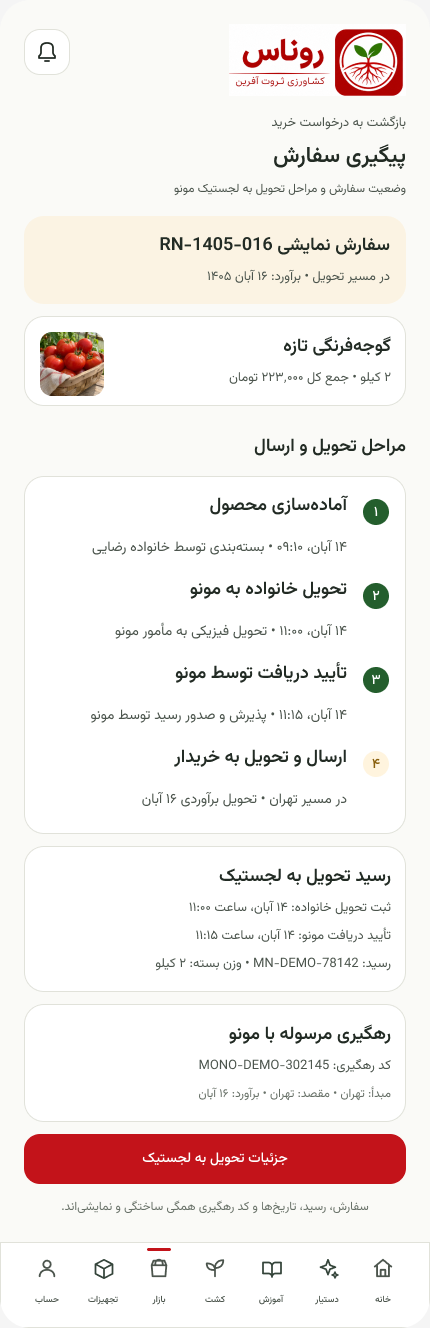 روناس
کشاورزی ثروت آفرین
بازگشت به درخواست خرید
پیگیری سفارش
وضعیت سفارش و مراحل تحویل به لجستیک مونو
سفارش نمایشی RN-1405-016
در مسیر تحویل • برآورد: ۱۶ آبان ۱۴۰۵
گوجه‌فرنگی تازه
۲ کیلو • جمع کل ۲۲۳,۰۰۰ تومان
مراحل تحویل و ارسال
۱ آماده‌سازی محصول
۱۴ آبان، ۰۹:۱۰ • بسته‌بندی توسط خانواده رضایی
۲ تحویل خانواده به مونو
۱۴ آبان، ۱۱:۰۰ • تحویل فیزیکی به مأمور مونو
۳ تأیید دریافت توسط مونو
۱۴ آبان، ۱۱:۱۵ • پذیرش و صدور رسید توسط مونو
۴ ارسال و تحویل به خریدار
در مسیر تهران • تحویل برآوردی ۱۶ آبان
رسید تحویل به لجستیک
ثبت تحویل خانواده: ۱۴ آبان، ساعت ۱۱:۰۰
تأیید دریافت مونو: ۱۴ آبان، ساعت ۱۱:۱۵
رسید: MN-DEMO-78142 • وزن بسته: ۲ کیلو
رهگیری مرسوله با مونو
کد رهگیری: MONO-DEMO-302145
مبدأ: تهران • مقصد: تهران • برآورد: ۱۶ آبان
جزئیات تحویل به لجستیک
سفارش، رسید، تاریخ‌ها و کد رهگیری همگی ساختگی و نمایشی‌اند.
خانه دستیار آموزش کشت بازار تجهیزات حساب